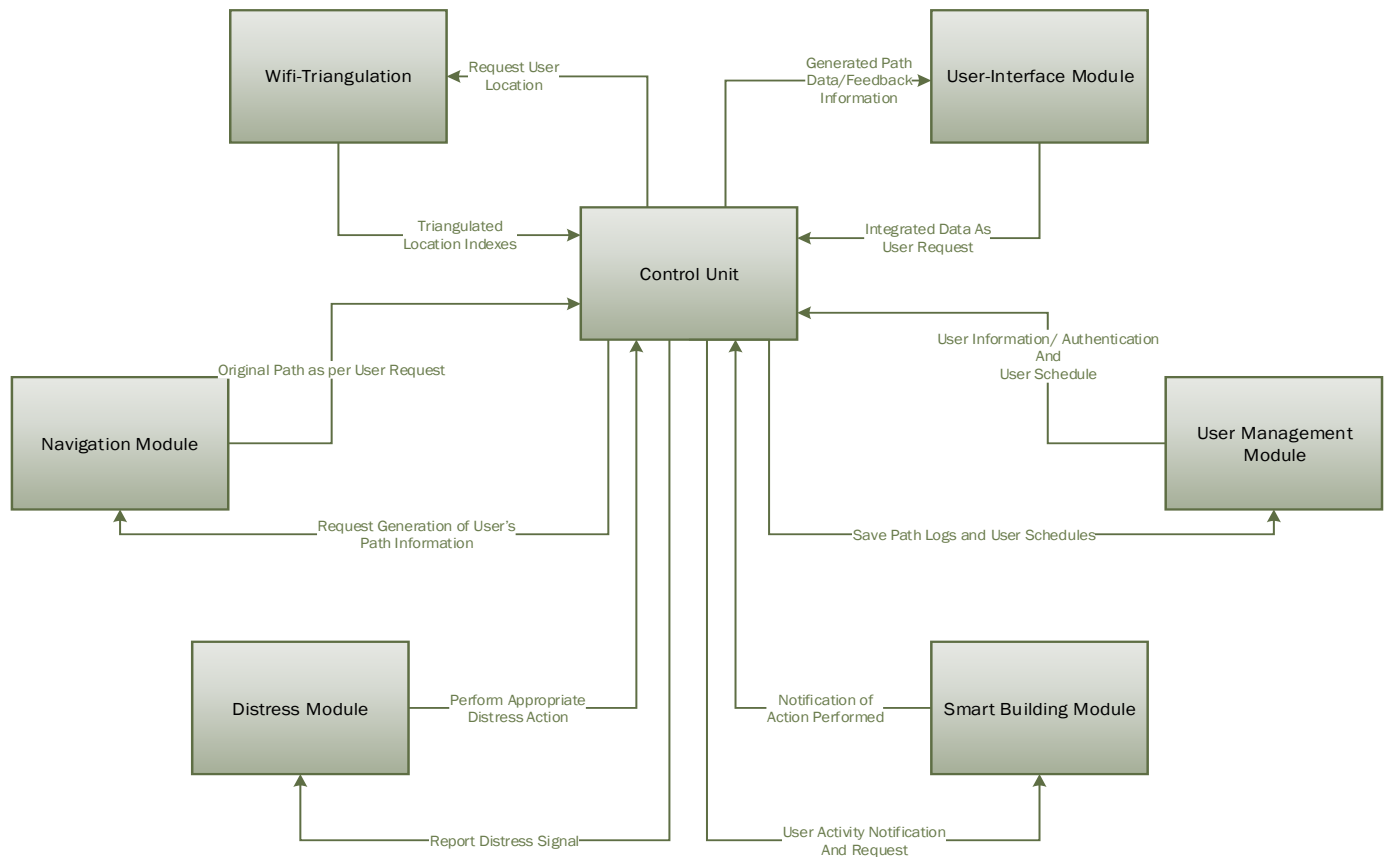 Wifi-Triangulation
Request User
Location
Generated Path
Data/Feedback
Information
User-Interface Module
Triangulated
Location Indexes
Integrated Data As
User Request
Control Unit
Original Path as per User Request
User Information/ Authentication
And
User Schedule
Navigation Module
User Management
Module
Request Generation of User’s
Path Information
Save Path Logs and User Schedules
Distress Module
Perform Appropriate
Distress Action
Notification of
Action Performed
Smart Building Module
Report Distress Signal
User Activity Notification
And Request